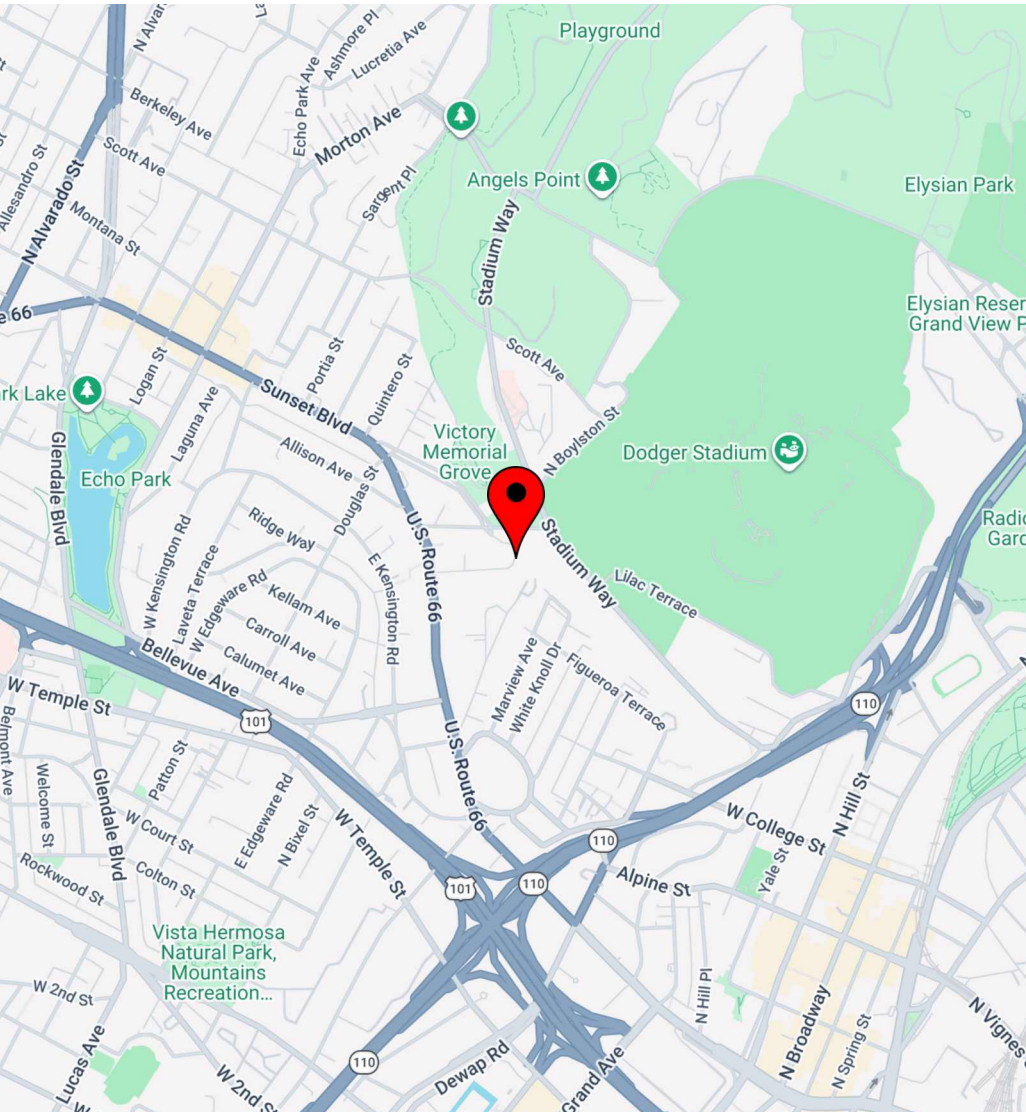 Playground
N Alvar
Ashmore Pl
Lucretia Ave
Echo Park Ave
Berkeley Ave
Morton Ave
Scott Ave
Allesandro St
N Alvarado St
Montana St
Sargent Pl
Angels Point
Elysian Park
Stadium Way
e 66
Elysian Reser
Grand View P
Scott Ave
Portia St
Logan St
Quintero St
rk Lake
Sunset Blvd
Laguna Ave
Victory
Memorial
Grove
N Boylston St
Dodger Stadium
Allison Ave
Glendale Blvd
Echo Park
Douglas St
U.S. Route 66
Ridge Way
Stadium Way
Radio
Gard
W Kensington Rd
Laveta Terrace
W Edgeware Rd
E Kensington Rd
Kellam Ave
Lilac Terrace
Carroll Ave
Bellevue Ave
Calumet Ave
Marview Ave
White Knoll Dr
Figueroa Terrace
W Temple St
101
110
Belmont Ave
U.S. Route 66
Patton St
Welcome St
Glendale Blvd
W Court St
E Edgeware Rd
N Bixel St
W Temple St
N Hill St
W College St
110
Rockwood St
Colton St
101
110
Alpine St
Yale St
Vista Hermosa
Natural Park,
Mountains
Recreation...
W 2nd St
N Hill Pl
N Broadway
N Spring St
N Vignes
Lucas Ave
110
Dewap Rd
Grand Ave
W 2nd S
W